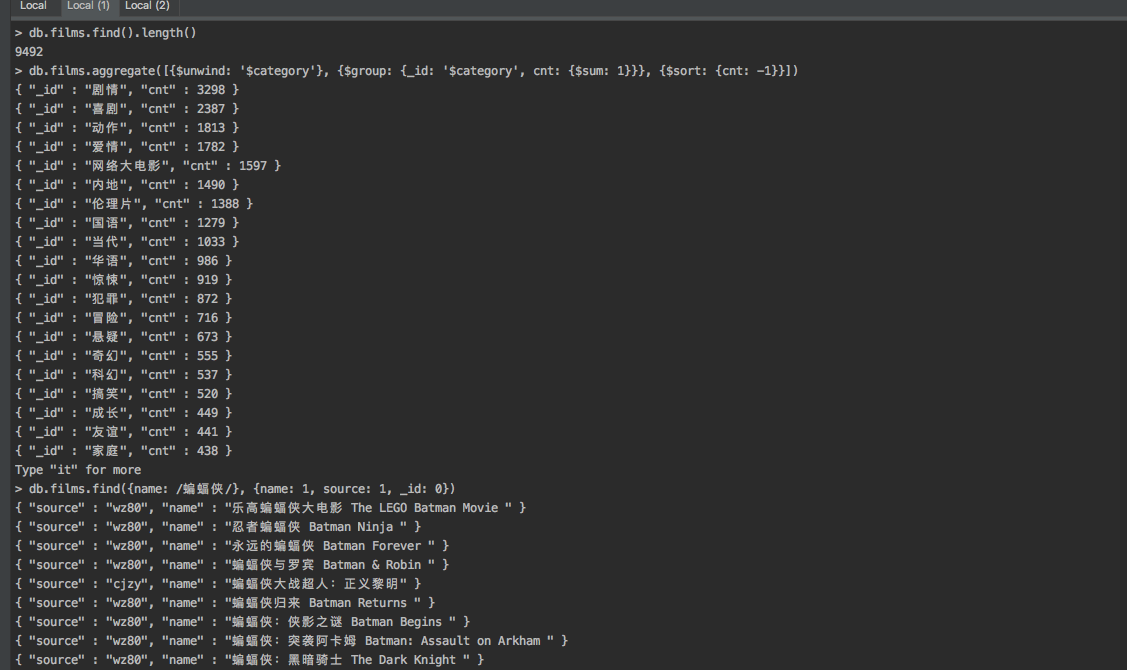 Local Local (1) Local (2)
> db.films.find().length()
9492
> db.films.aggregate([{$unwind: '$category'}, {$group: {_id: '$category', cnt: {$sum: 1}}}, {$sort: {cnt: -1}}])
{ "_id" : "剧情", "cnt" : 3298 }
{ "_id" : "喜剧", "cnt" : 2387 }
{ "_id" : "动作", "cnt" : 1813 }
{ "_id" : "爱情", "cnt" : 1782 }
{ "_id" : "网络大电影", "cnt" : 1597 }
{ "_id" : "内地", "cnt" : 1490 }
{ "_id" : "伦理片", "cnt" : 1388 }
{ "_id" : "国语", "cnt" : 1279 }
{ "_id" : "当代", "cnt" : 1033 }
{ "_id" : "华语", "cnt" : 986 }
{ "_id" : "惊悚", "cnt" : 919 }
{ "_id" : "犯罪", "cnt" : 872 }
{ "_id" : "冒险", "cnt" : 716 }
{ "_id" : "悬疑", "cnt" : 673 }
{ "_id" : "奇幻", "cnt" : 555 }
{ "_id" : "科幻", "cnt" : 537 }
{ "_id" : "搞笑", "cnt" : 520 }
{ "_id" : "成长", "cnt" : 449 }
{ "_id" : "友谊", "cnt" : 441 }
{ "_id" : "家庭", "cnt" : 438 }
Type "it" for more
> db.films.find({name: /蝙蝠侠/}, {name: 1, source: 1, _id: 0})
{ "source" : "wz80", "name" : "乐高蝙蝠侠大电影 The LEGO Batman Movie " }
{ "source" : "wz80", "name" : "忍者蝙蝠侠 Batman Ninja " }
{ "source" : "wz80", "name" : "永远的蝙蝠侠 Batman Forever " }
{ "source" : "wz80", "name" : "蝙蝠侠与罗宾 Batman & Robin " }
{ "source" : "cjzy", "name" : "蝙蝠侠大战超人：正义黎明" }
{ "source" : "wz80", "name" : "蝙蝠侠归来 Batman Returns " }
{ "source" : "wz80", "name" : "蝙蝠侠：侠影之谜 Batman Begins " }
{ "source" : "wz80", "name" : "蝙蝠侠：突袭阿卡姆 Batman: Assault on Arkham " }
{ "source" : "wz80", "name" : "蝙蝠侠：黑暗骑士 The Dark Knight " }